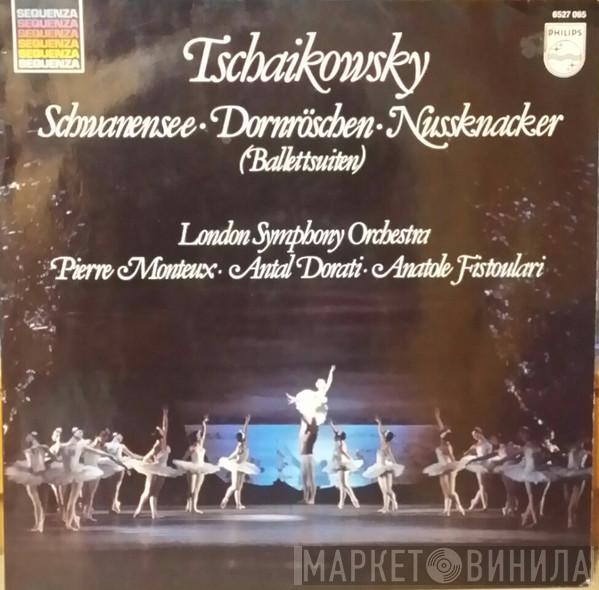 SEQUENZA
SEQUENZA
SEQUENZA
SEQUENZA
SEQUENZA
SEQUENZA
6527 065
PHILIPS
Tschaikowsky
Schwanensee · Dornröschen · Nussknacker
(Ballettsuiten)
London Symphony Orchestra
Pierre Monteux · Antal Dorati · Anatole Fistoulari
МАРКЕТ ВИНИЛА